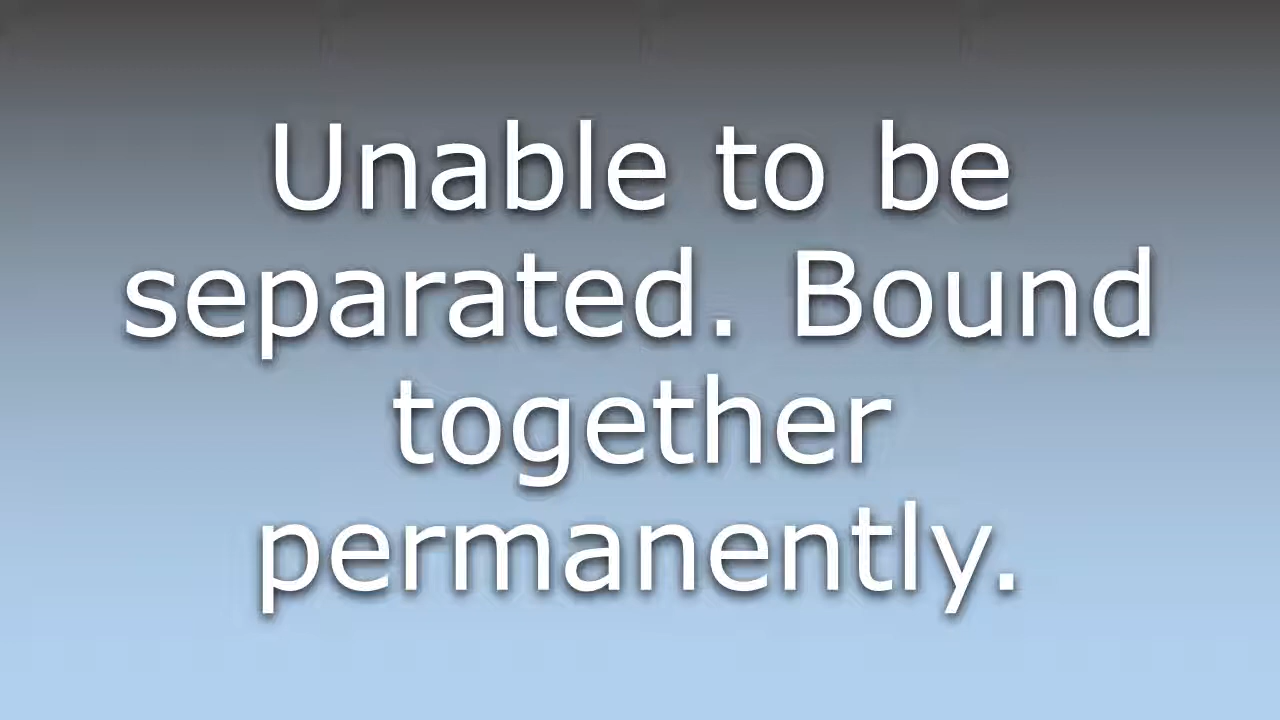 Unable to be
separated. Bound
together
permanently.